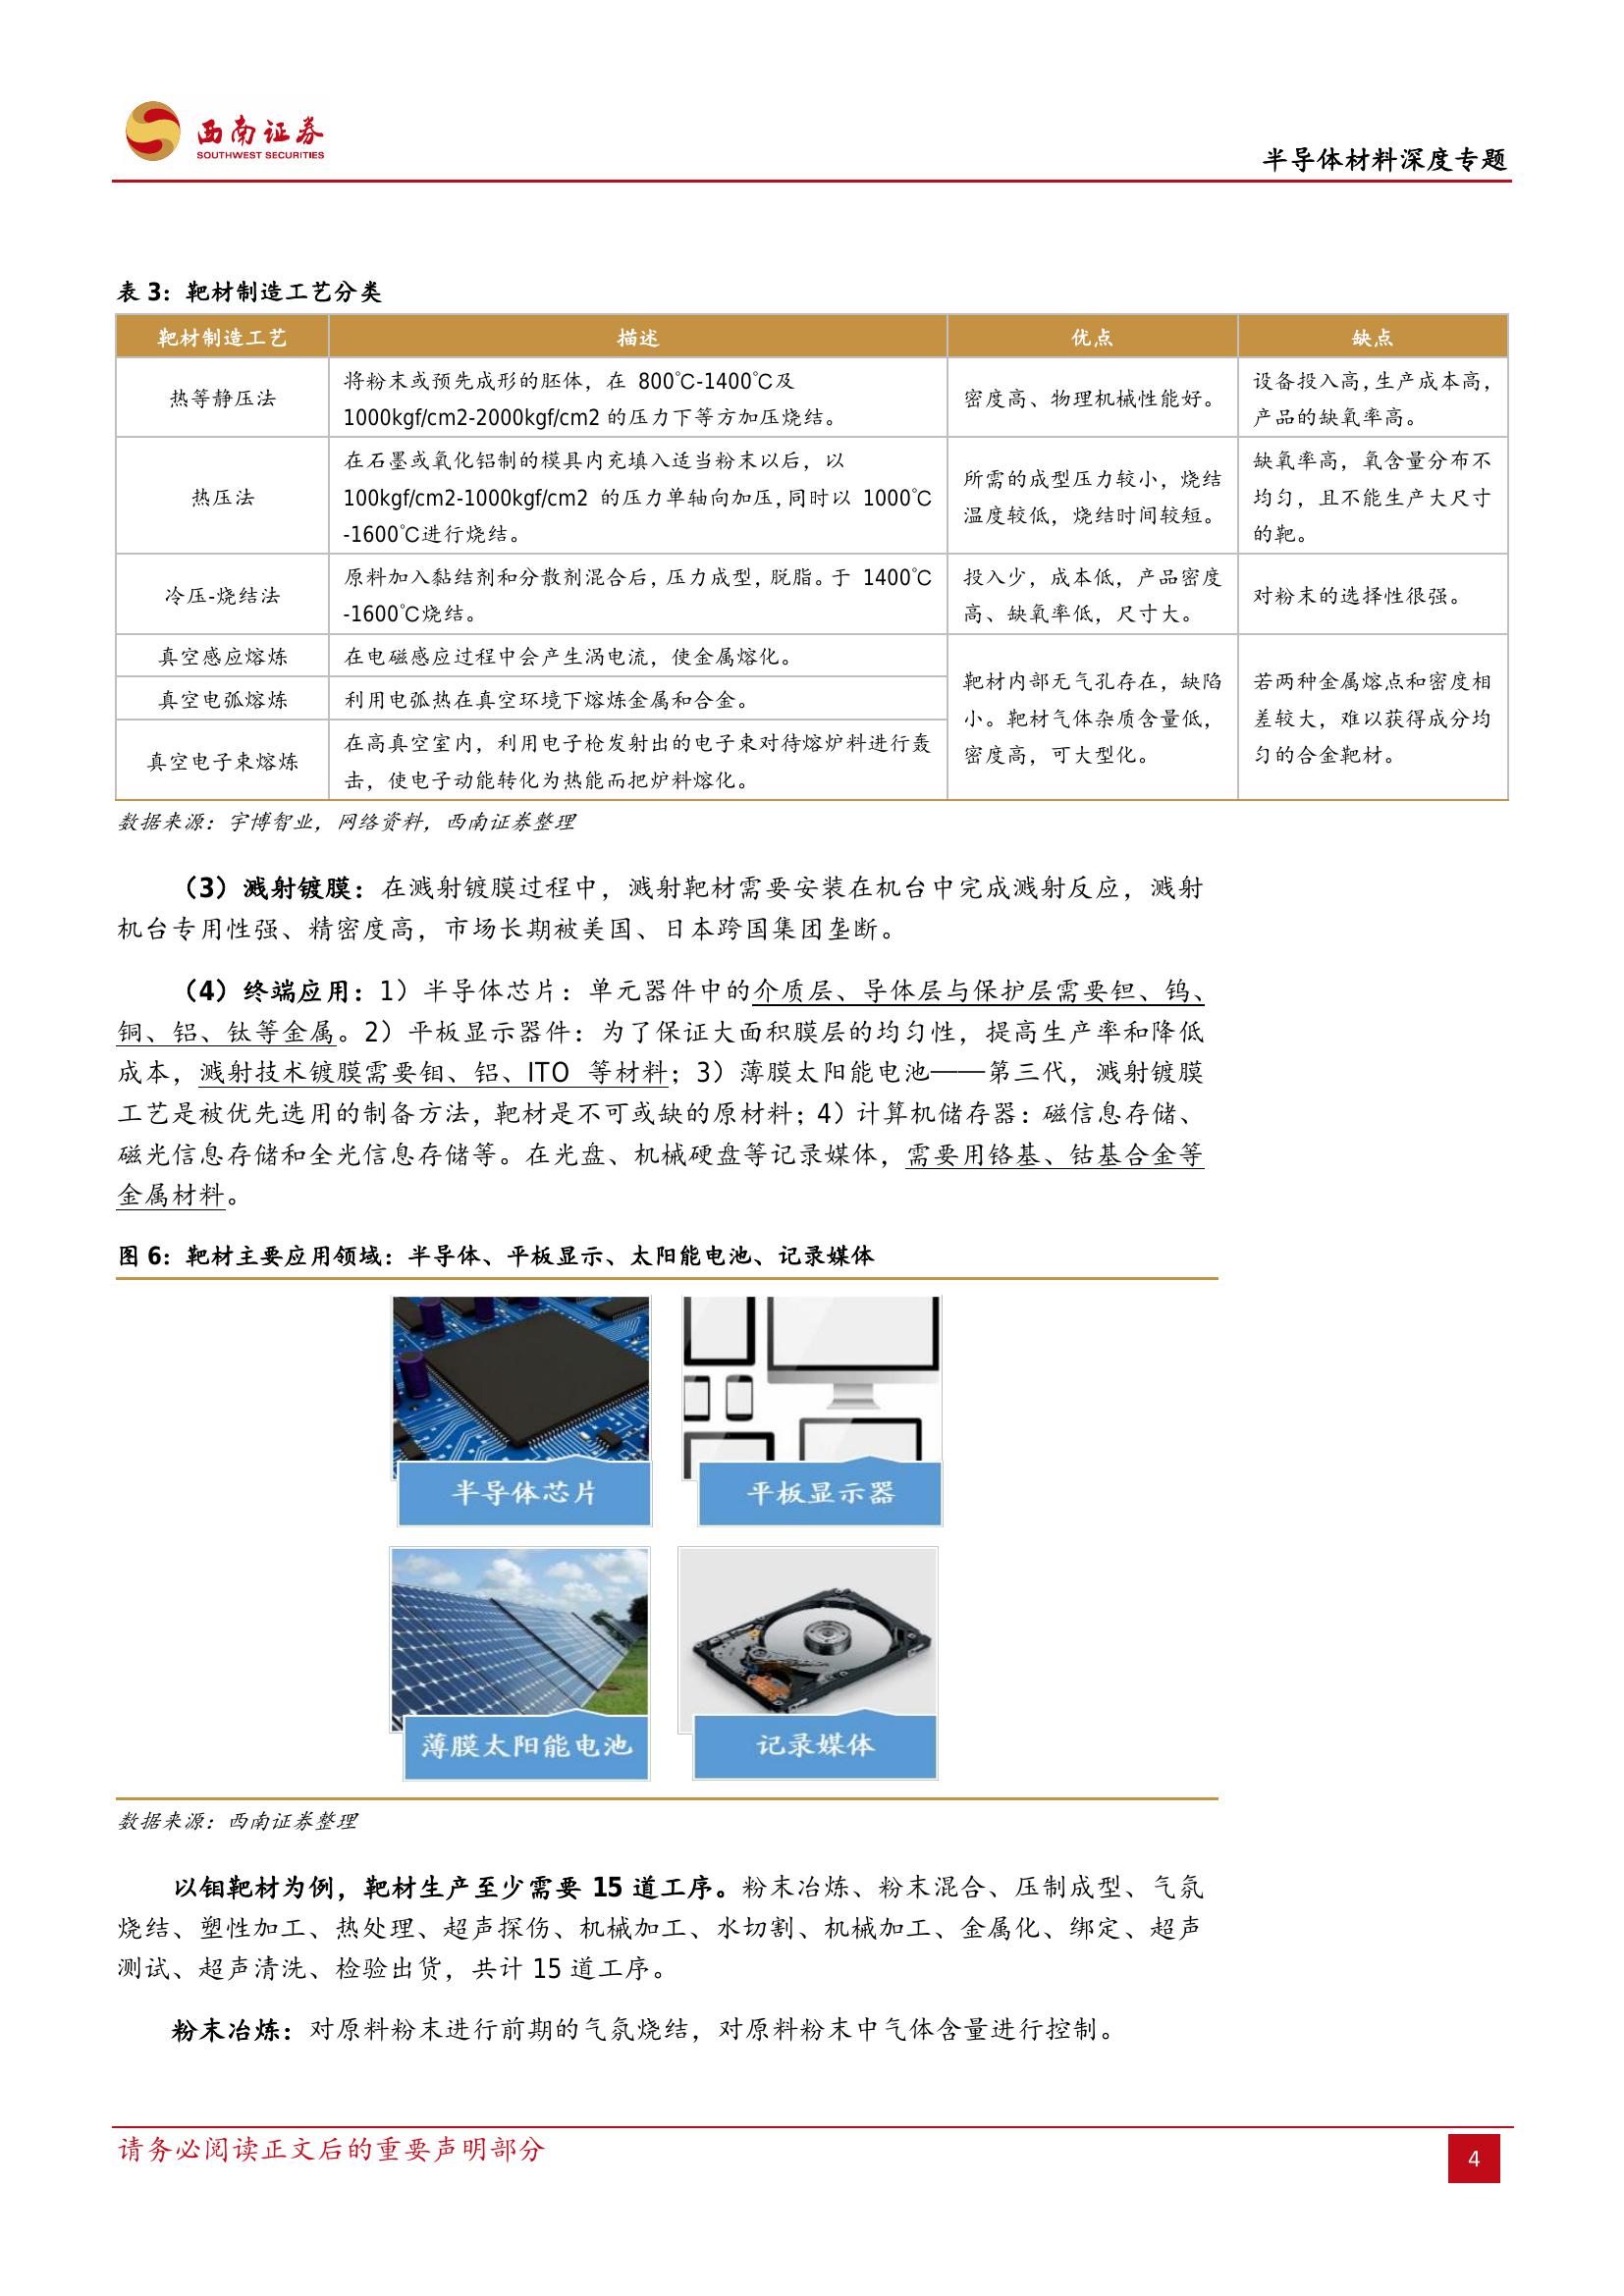 西南证券
SOUTHWEST SECURITIES
半导体材料深度专题
表 3：靶材制造工艺分类
靶材制造工艺 描述 优点 缺点
热等静压法
将粉末或预先成形的胚体，在 800℃-1400℃及
1000kgf/cm2-2000kgf/cm2 的压力下等方加压烧结。
密度高、物理机械性能好。
设备投入高，生产成本高，
产品的缺氧率高。
热压法
在石墨或氧化铝制的模具内充填入适当粉末以后，以
100kgf/cm2-1000kgf/cm2 的压力单轴向加压，同时以 1000℃
-1600℃进行烧结。
所需的成型压力较小，烧结
温度较低，烧结时间较短。
缺氧率高，氧含量分布不
均匀，且不能生产大尺寸
的靶。
冷压-烧结法
原料加入黏结剂和分散剂混合后，压力成型，脱脂。于 1400℃
-1600℃烧结。
投入少，成本低，产品密度
高、缺氧率低，尺寸大。
对粉末的选择性很强。
真空感应熔炼
在电磁感应过程中会产生涡电流，使金属熔化。
真空电弧熔炼
利用电弧热在真空环境下熔炼金属和合金。
真空电子束熔炼
在高真空室内，利用电子枪发射出的电子束对待熔炉料进行轰
击，使电子动能转化为热能而把炉料熔化。
靶材内部无气孔存在，缺陷
小。靶材气体杂质含量低，
密度高，可大型化。
若两种金属熔点和密度相
差较大，难以获得成分均
匀的合金靶材。
数据来源：宇博智业，网络资料，西南证券整理
（3）溅射镀膜：在溅射镀膜过程中，溅射靶材需要安装在机台中完成溅射反应，溅射
机台专用性强、精密度高，市场长期被美国、日本跨国集团垄断。
（4）终端应用：1）半导体芯片：单元器件中的介质层、导体层与保护层需要钽、钨、
铜、铝、钛等金属。2）平板显示器件：为了保证大面积膜层的均匀性，提高生产率和降低
成本，溅射技术镀膜需要钼、铝、ITO 等材料；3）薄膜太阳能电池——第三代，溅射镀膜
工艺是被优先选用的制备方法，靶材是不可或缺的原材料；4）计算机储存器：磁信息存储、
磁光信息存储和全光信息存储等。在光盘、机械硬盘等记录媒体，需要用铬基、钴基合金等
金属材料。
图 6：靶材主要应用领域：半导体、平板显示、太阳能电池、记录媒体
半导体芯片 平板显示器
薄膜太阳能电池 记录媒体
数据来源：西南证券整理
以钼靶材为例，靶材生产至少需要 15 道工序。粉末冶炼、粉末混合、压制成型、气氛
烧结、塑性加工、热处理、超声探伤、机械加工、水切割、机械加工、金属化、绑定、超声
测试、超声清洗、检验出货，共计 15 道工序。
粉末冶炼：对原料粉末进行前期的气氛烧结，对原料粉末中气体含量进行控制。
请务必阅读正文后的重要声明部分
4